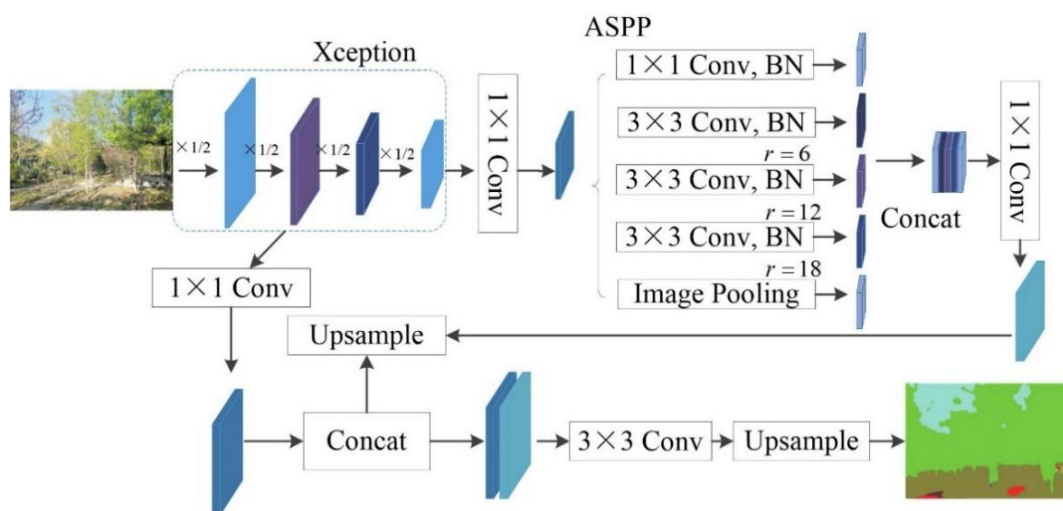 ASPP
Xception
1×1 Conv, BN
×1/2
×1/2
×1/2
×1/2
1×1 Conv
3×3 Conv, BN
r = 6
3×3 Conv, BN
r = 12
3×3 Conv, BN
r = 18
Image Pooling
Concat
1×1 Conv
1×1 Conv
Upsample
Concat
3×3 Conv
Upsample